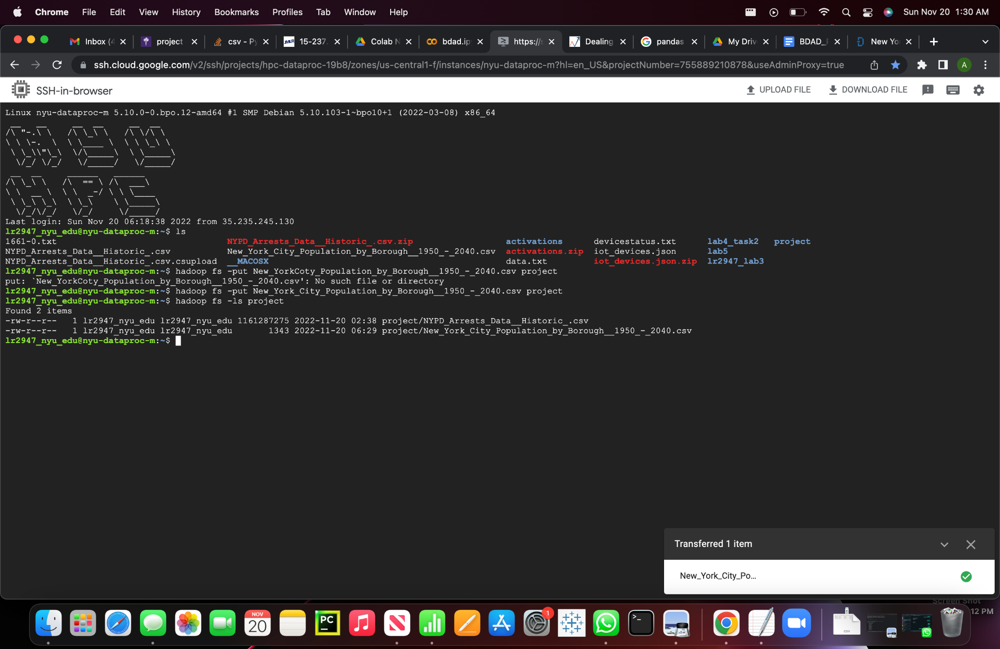 Chrome File Edit View History Bookmarks Profiles Tab Window Help Sun Nov 20 1:30 AM
Inbox (4 project csv - Py 15-237. Colab N bdad.ip https://s Dealing pandas My Driv BDAD_F New Yo
ssh.cloud.google.com/v2/ssh/projects/hpc-dataproc-19b8/zones/us-central1-f/instances/nyu-dataproc-m?hl=en_US&projectNumber=755889210878&useAdminProxy=true
A
SSH-in-browser UPLOAD FILE DOWNLOAD FILE
Linux nyu-dataproc-m 5.10.0-0.bpo.12-amd64 #1 SMP Debian 5.10.103-1~bpo10+1 (2022-03-08) x86_64
NYU
HPC
Last login: Sun Nov 20 06:18:38 2022 from 35.235.245.130
lr2947_nyu_edu@nyu-dataproc-m:~$ ls
1661-0.txt NYPD_Arrests_Data__Historic_.csv.zip activations devicestatus.txt lab4_task2 project
NYPD_Arrests_Data__Historic_.csv New_York_City_Population_by_Borough__1950_-_2040.csv activations.zip iot_devices.json lab5
NYPD_Arrests_Data__Historic_.csv.csupload __MACOSX data.txt iot_devices.json.zip lr2947_lab3
lr2947_nyu_edu@nyu-dataproc-m:~$ hadoop fs -put New_YorkCoty_Population_by_Borough__1950_-_2040.csv project
put: `New_YorkCoty_Population_by_Borough__1950_-_2040.csv': No such file or directory
lr2947_nyu_edu@nyu-dataproc-m:~$ hadoop fs -put New_York_City_Population_by_Borough__1950_-_2040.csv project
lr2947_nyu_edu@nyu-dataproc-m:~$ hadoop fs -ls project
Found 2 items
-rw-r--r-- 1 lr2947_nyu_edu lr2947_nyu_edu 1161287275 2022-11-20 02:38 project/NYPD_Arrests_Data__Historic_.csv
-rw-r--r-- 1 lr2947_nyu_edu lr2947_nyu_edu 1343 2022-11-20 06:29 project/New_York_City_Population_by_Borough__1950_-_2040.csv
lr2947_nyu_edu@nyu-dataproc-m:~$
Transferred 1 item
New_York_City_Po...
Screen Shot
12 PM
NOV
20
PC
1
CSV